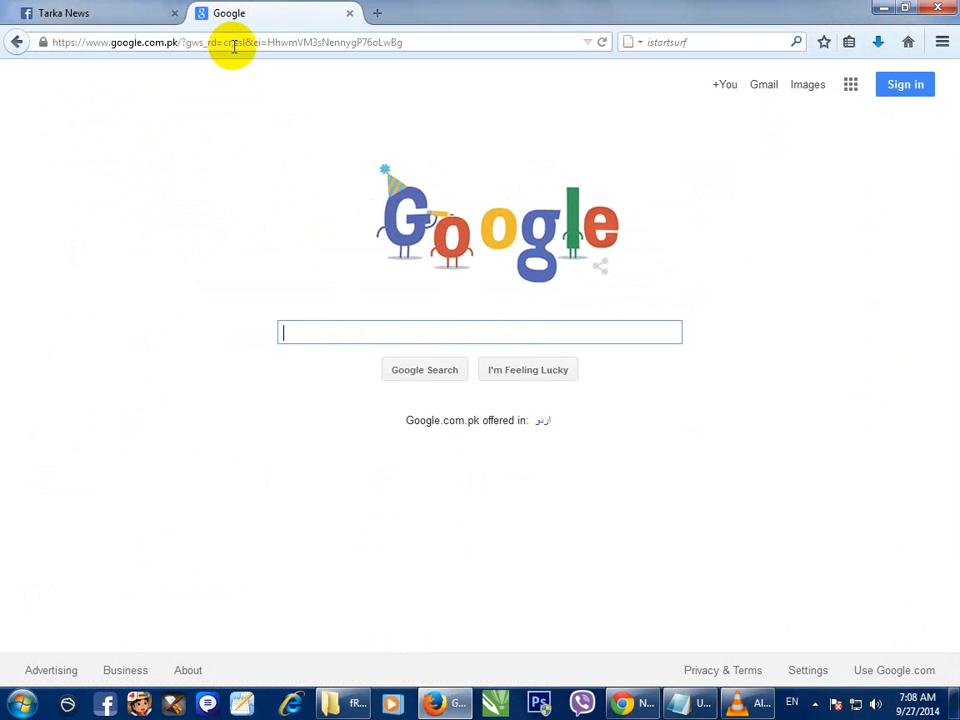 Tarka News
Google
https://www.google.com.pk/?gws_rd=cr,ssl&ei=HhwmVM3sNennygP76oLwBg
istartsurf
+You Gmail Images Sign in
Google
Google Search I'm Feeling Lucky
Google.com.pk offered in: اردو
Advertising Business About Privacy & Terms Settings Use Google.com
fR... G... N... U... Al... EN 7:08 AM
9/27/2014